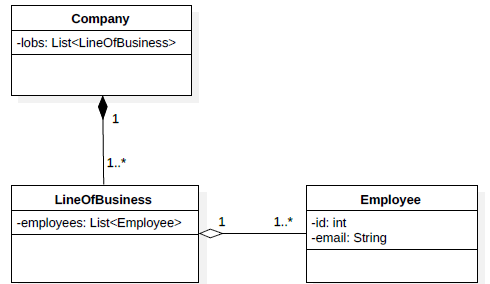 Company
-lobs: List<LineOfBusiness>
1
1..*
LineOfBusiness
-employees: List<Employee>
1
1..*
Employee
-id: int
-email: String